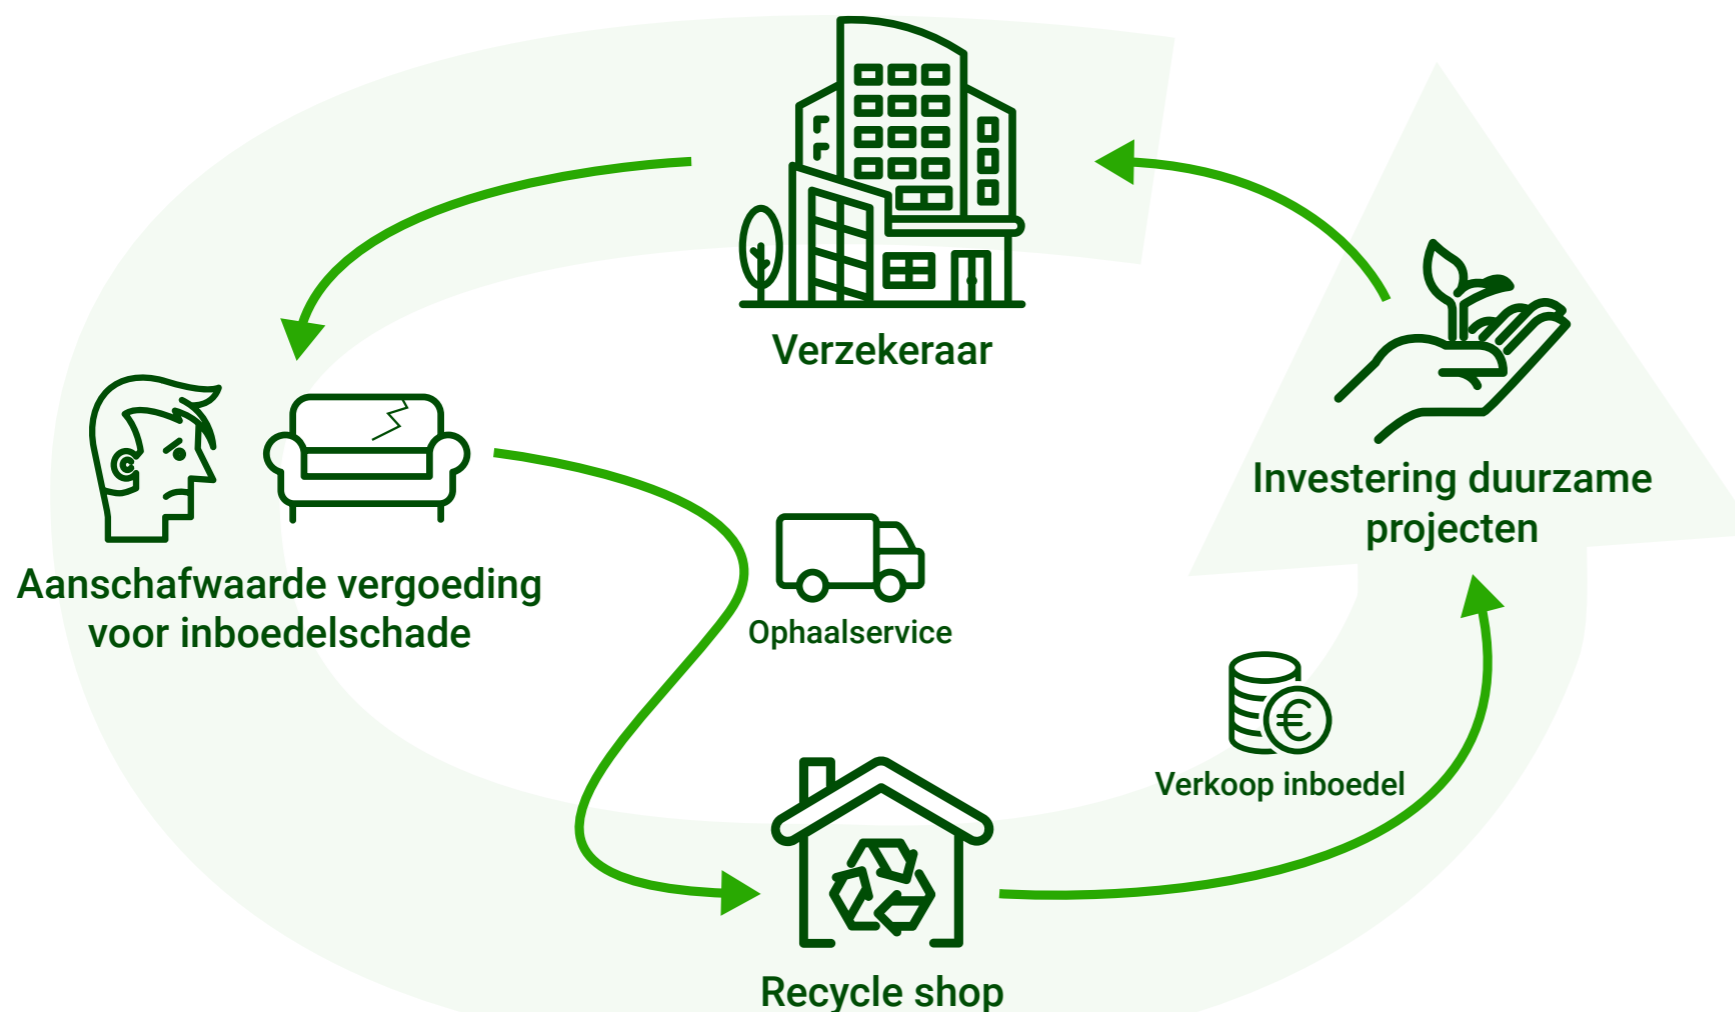 Verzekeraar
Aanschafwaarde vergoeding
voor inboedelschade
Ophaalservice
Recycle shop
€
Verkoop inboedel
Investering duurzame
projecten